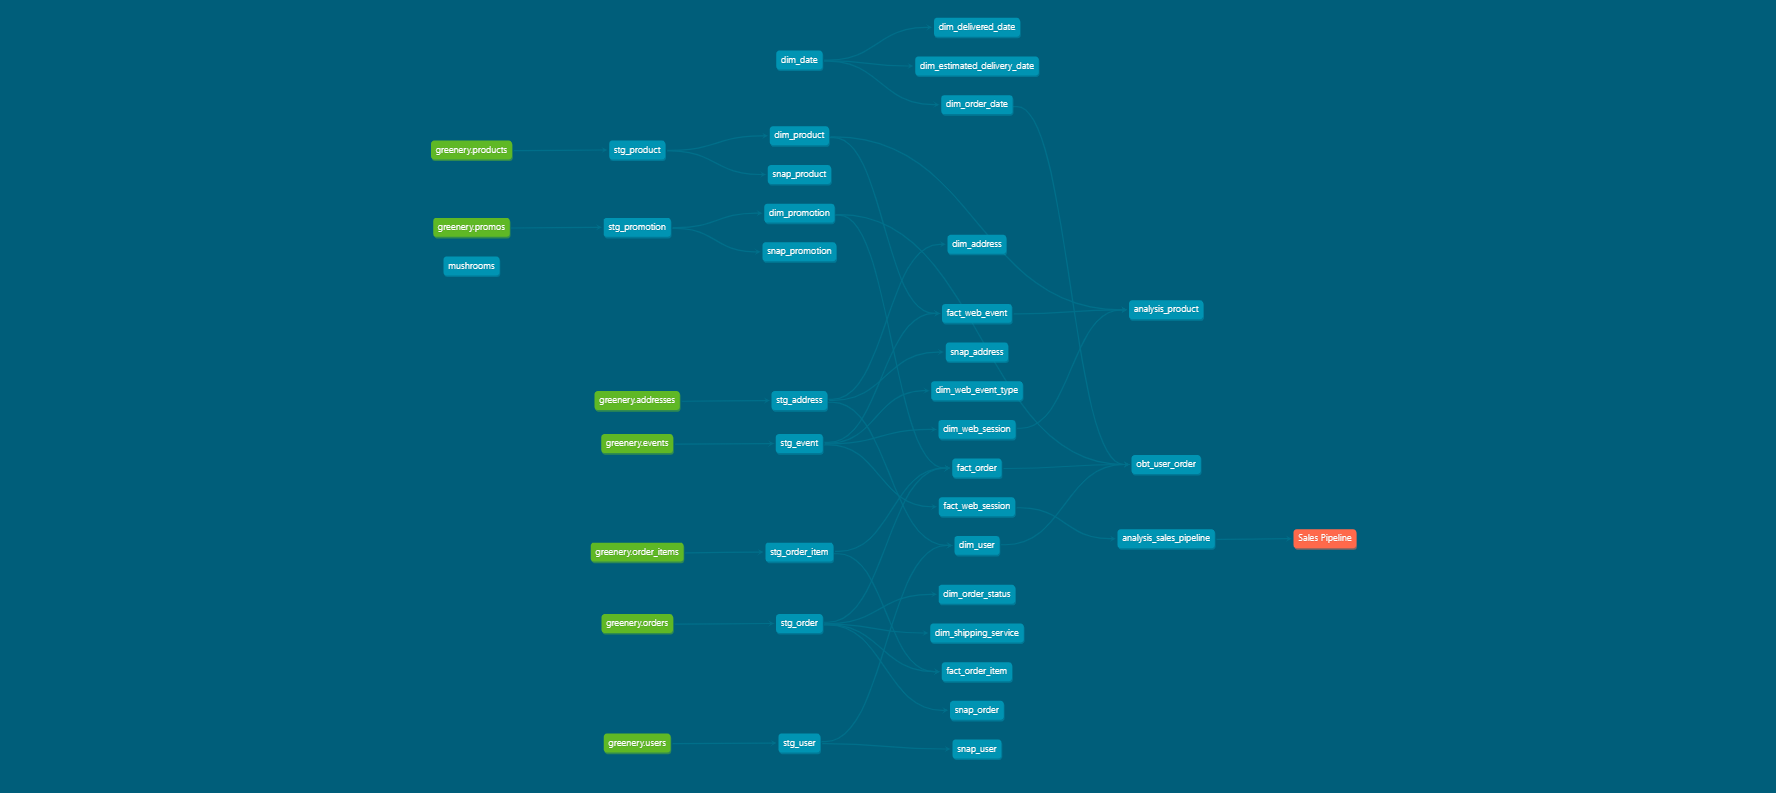 dim_delivered_date
dim_date
dim_estimated_delivery_date
dim_order_date
dim_product
greenery.products
stg_product
snap_product
dim_promotion
greenery.promos
stg_promotion
dim_address
snap_promotion
mushrooms
analysis_product
fact_web_event
snap_address
dim_web_event_type
greenery.addresses
stg_address
dim_web_session
greenery.events
stg_event
obt_user_order
fact_order
fact_web_session
analysis_sales_pipeline
Sales Pipeline
dim_user
greenery.order_items
stg_order_item
dim_order_status
greenery.orders
stg_order
dim_shipping_service
fact_order_item
snap_order
greenery.users
stg_user
snap_user